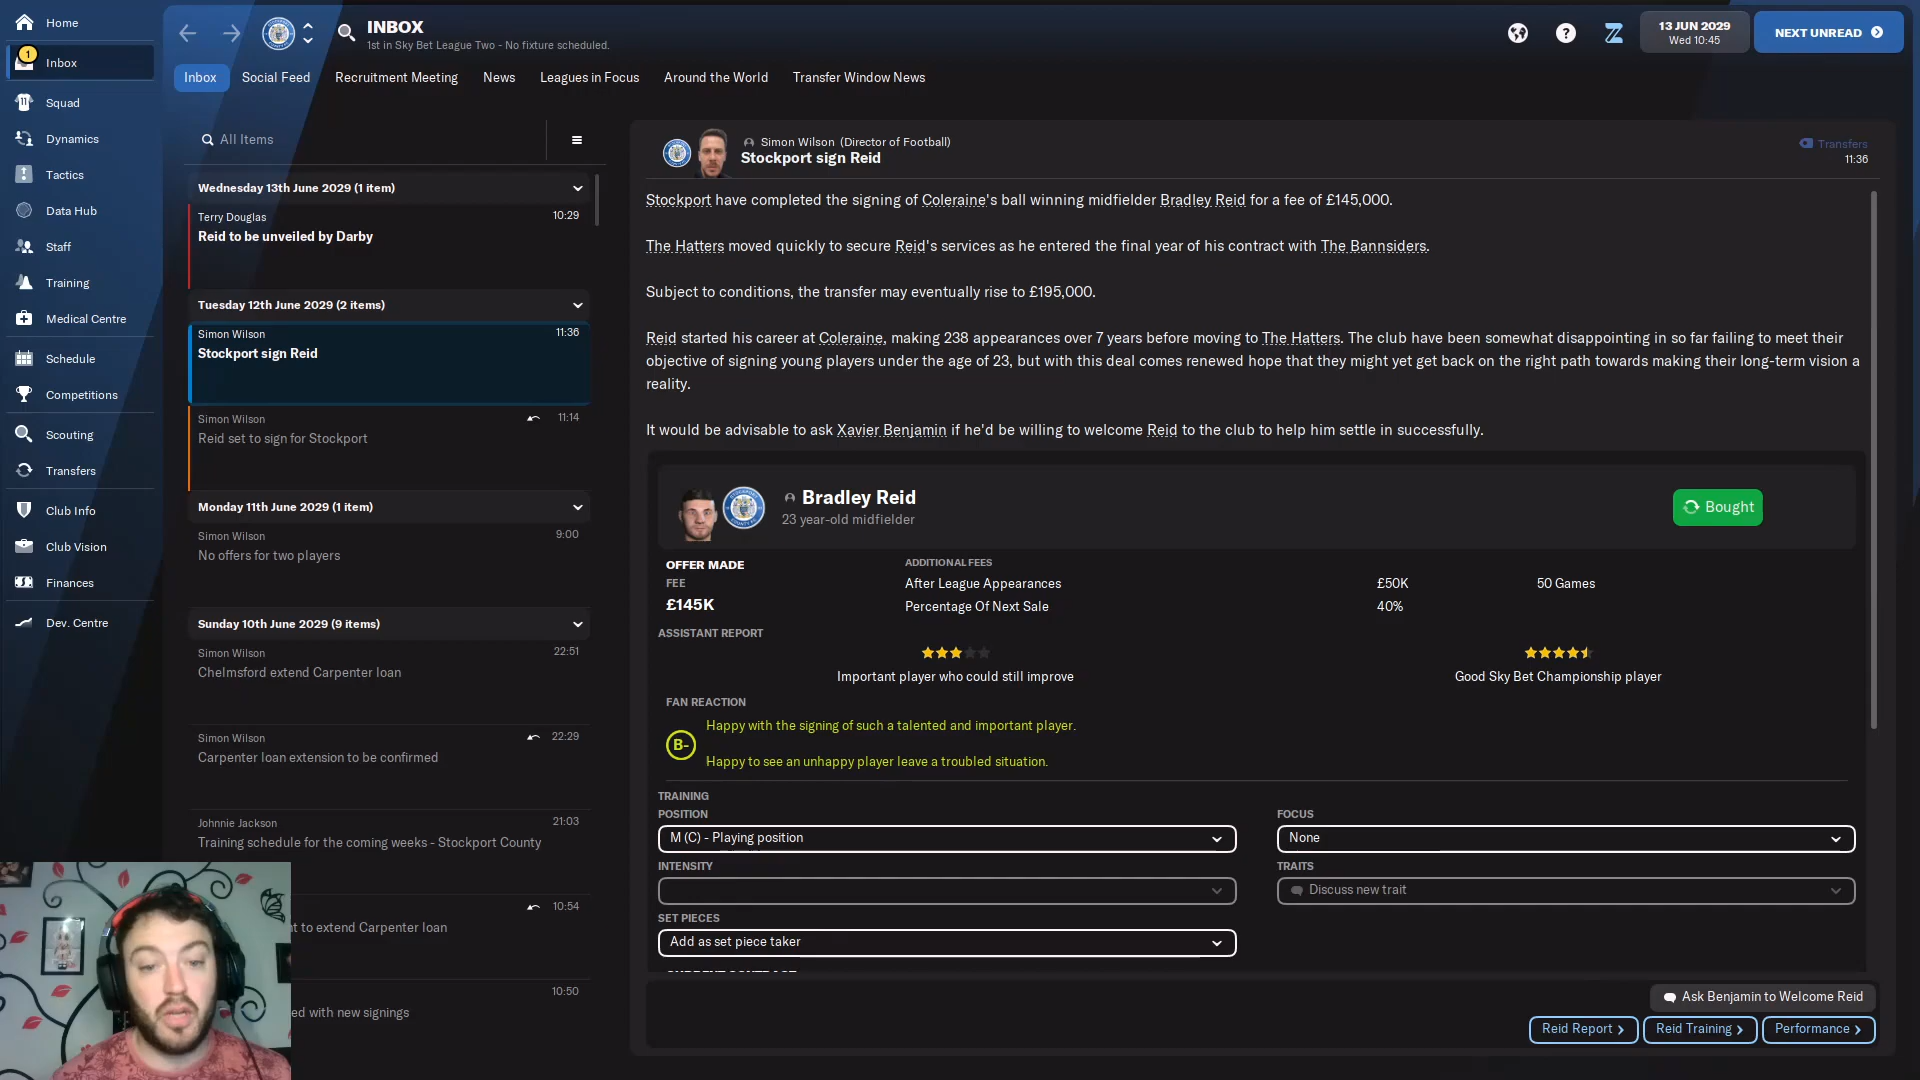 Home
INBOX
1st in Sky Bet League Two - No fixture scheduled.
13 JUN 2029
Wed 10:45
NEXT UNREAD
1
Inbox
Squad
Dynamics
Tactics
Data Hub
Staff
Training
Medical Centre
Schedule
Competitions
Scouting
Transfers
Club Info
Club Vision
Finances
Dev. Centre
Inbox
Social Feed
Recruitment Meeting
News
Leagues in Focus
Around the World
Transfer Window News
All Items
Wednesday 13th June 2029 (1 item)
Terry Douglas 10:29
Reid to be unveiled by Darby
Tuesday 12th June 2029 (2 items)
Simon Wilson 11:36
Stockport sign Reid
Simon Wilson 11:14
Reid set to sign for Stockport
Monday 11th June 2029 (1 item)
Simon Wilson 9:00
No offers for two players
Sunday 10th June 2029 (9 items)
Simon Wilson 22:51
Chelmsford extend Carpenter loan
Simon Wilson 22:29
Carpenter loan extension to be confirmed
Johnnie Jackson 21:03
Training schedule for the coming weeks - Stockport County
10:54
to extend Carpenter loan
10:50
with new signings
Simon Wilson (Director of Football)
Stockport sign Reid
Transfers
11:36
Stockport have completed the signing of Coleraine's ball winning midfielder Bradley Reid for a fee of £145,000.
The Hatters moved quickly to secure Reid's services as he entered the final year of his contract with The Bannsiders.
Subject to conditions, the transfer may eventually rise to £195,000.
Reid started his career at Coleraine, making 238 appearances over 7 years before moving to The Hatters. The club have been somewhat disappointing in so far failing to meet their
objective of signing young players under the age of 23, but with this deal comes renewed hope that they might yet get back on the right path towards making their long-term vision a
reality.
It would be advisable to ask Xavier Benjamin if he'd be willing to welcome Reid to the club to help him settle in successfully.
Bradley Reid
23 year-old midfielder
Bought
OFFER MADE
FEE
£145K
ADDITIONAL FEES
After League Appearances £50K 50 Games
Percentage Of Next Sale 40%
ASSISTANT REPORT
Important player who could still improve
Good Sky Bet Championship player
FAN REACTION
B-
Happy with the signing of such a talented and important player.
Happy to see an unhappy player leave a troubled situation.
TRAINING
POSITION
M (C) - Playing position
FOCUS
None
INTENSITY
TRAITS
Discuss new trait
SET PIECES
Add as set piece taker
Ask Benjamin to Welcome Reid
Reid Report
Reid Training
Performance